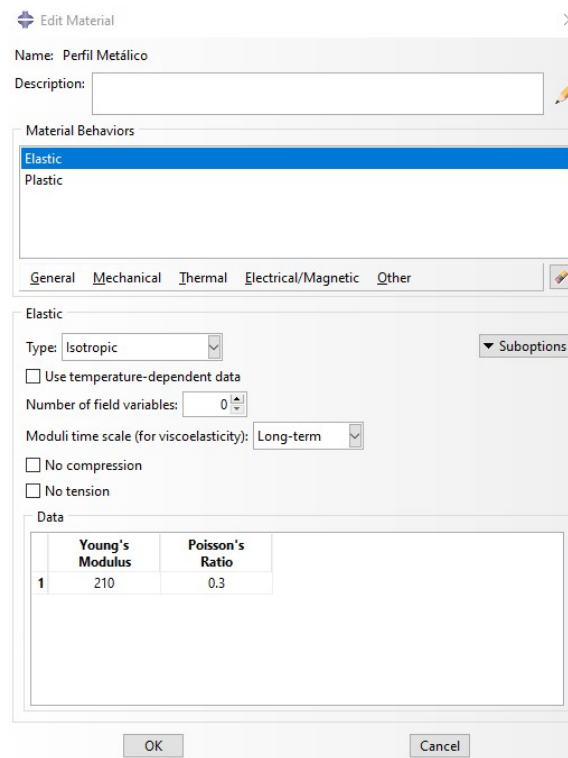 Edit Material
Name: Perfil Metálico
Description:
Material Behaviors
Elastic
Plastic
General Mechanical Thermal Electrical/Magnetic Other
Elastic
Type: Isotropic
Suboptions
Use temperature-dependent data
Number of field variables: 0
Moduli time scale (for viscoelasticity): Long-term
No compression
No tension
Data
Young's Poisson's
Modulus Ratio
1 210 0.3
OK Cancel